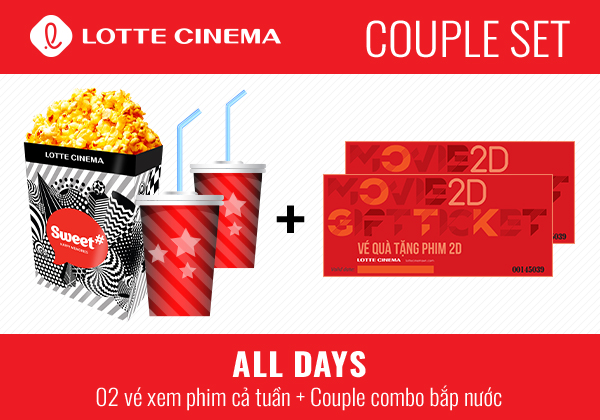 LOTTE CINEMA
COUPLE SET
LOTTE CINEMA
Sweet#
+
MOVIE 2D
MOVIE 2D
GIFT TICKET
VÉ QUÀ TẶNG PHIM 2D
LOTTE CINEMA
00145039
00145039
ALL DAYS
02 vé xem phim cả tuần + Couple combo bắp nước